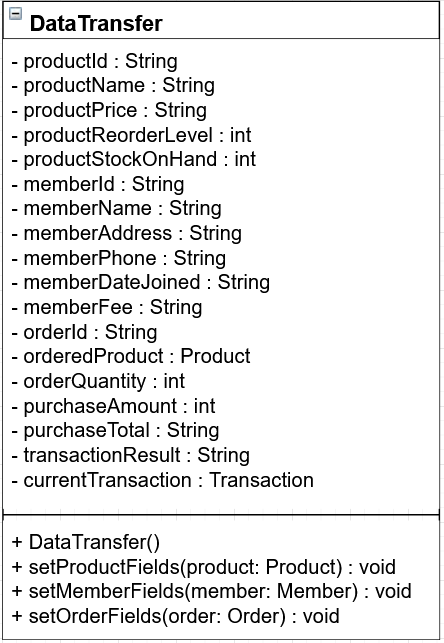 DataTransfer
- productId : String
- productName : String
- productPrice : String
- productReorderLevel : int
- productStockOnHand : int
- memberId : String
- memberName : String
- memberAddress : String
- memberPhone : String
- memberDateJoined : String
- memberFee : String
- orderId : String
- orderedProduct : Product
- orderQuantity : int
- purchaseAmount : int
- purchaseTotal : String
- transactionResult : String
- currentTransaction : Transaction
+ DataTransfer()
+ setProductFields(product: Product) : void
+ setMemberFields(member: Member) : void
+ setOrderFields(order: Order) : void